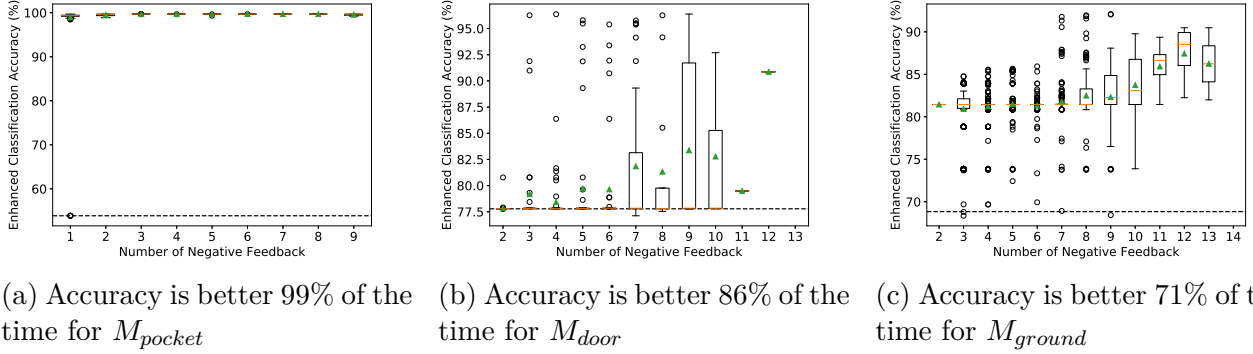 Enhanced Classification Accuracy (%)
100
90
80
70
60
1 2 3 4 5 6 7 8 9
Number of Negative Feedback
Enhanced Classification Accuracy (%)
95.0
92.5
90.0
87.5
85.0
82.5
80.0
77.5
2 3 4 5 6 7 8 9 10 11 12 13
Number of Negative Feedback
Enhanced Classification Accuracy (%)
90
85
80
75
70
2 3 4 5 6 7 8 9 10 11 12 13 14
Number of Negative Feedback
(a) Accuracy is better 99% of the
time for M_pocket
(b) Accuracy is better 86% of the
time for M_door
(c) Accuracy is better 71% of t
time for M_ground